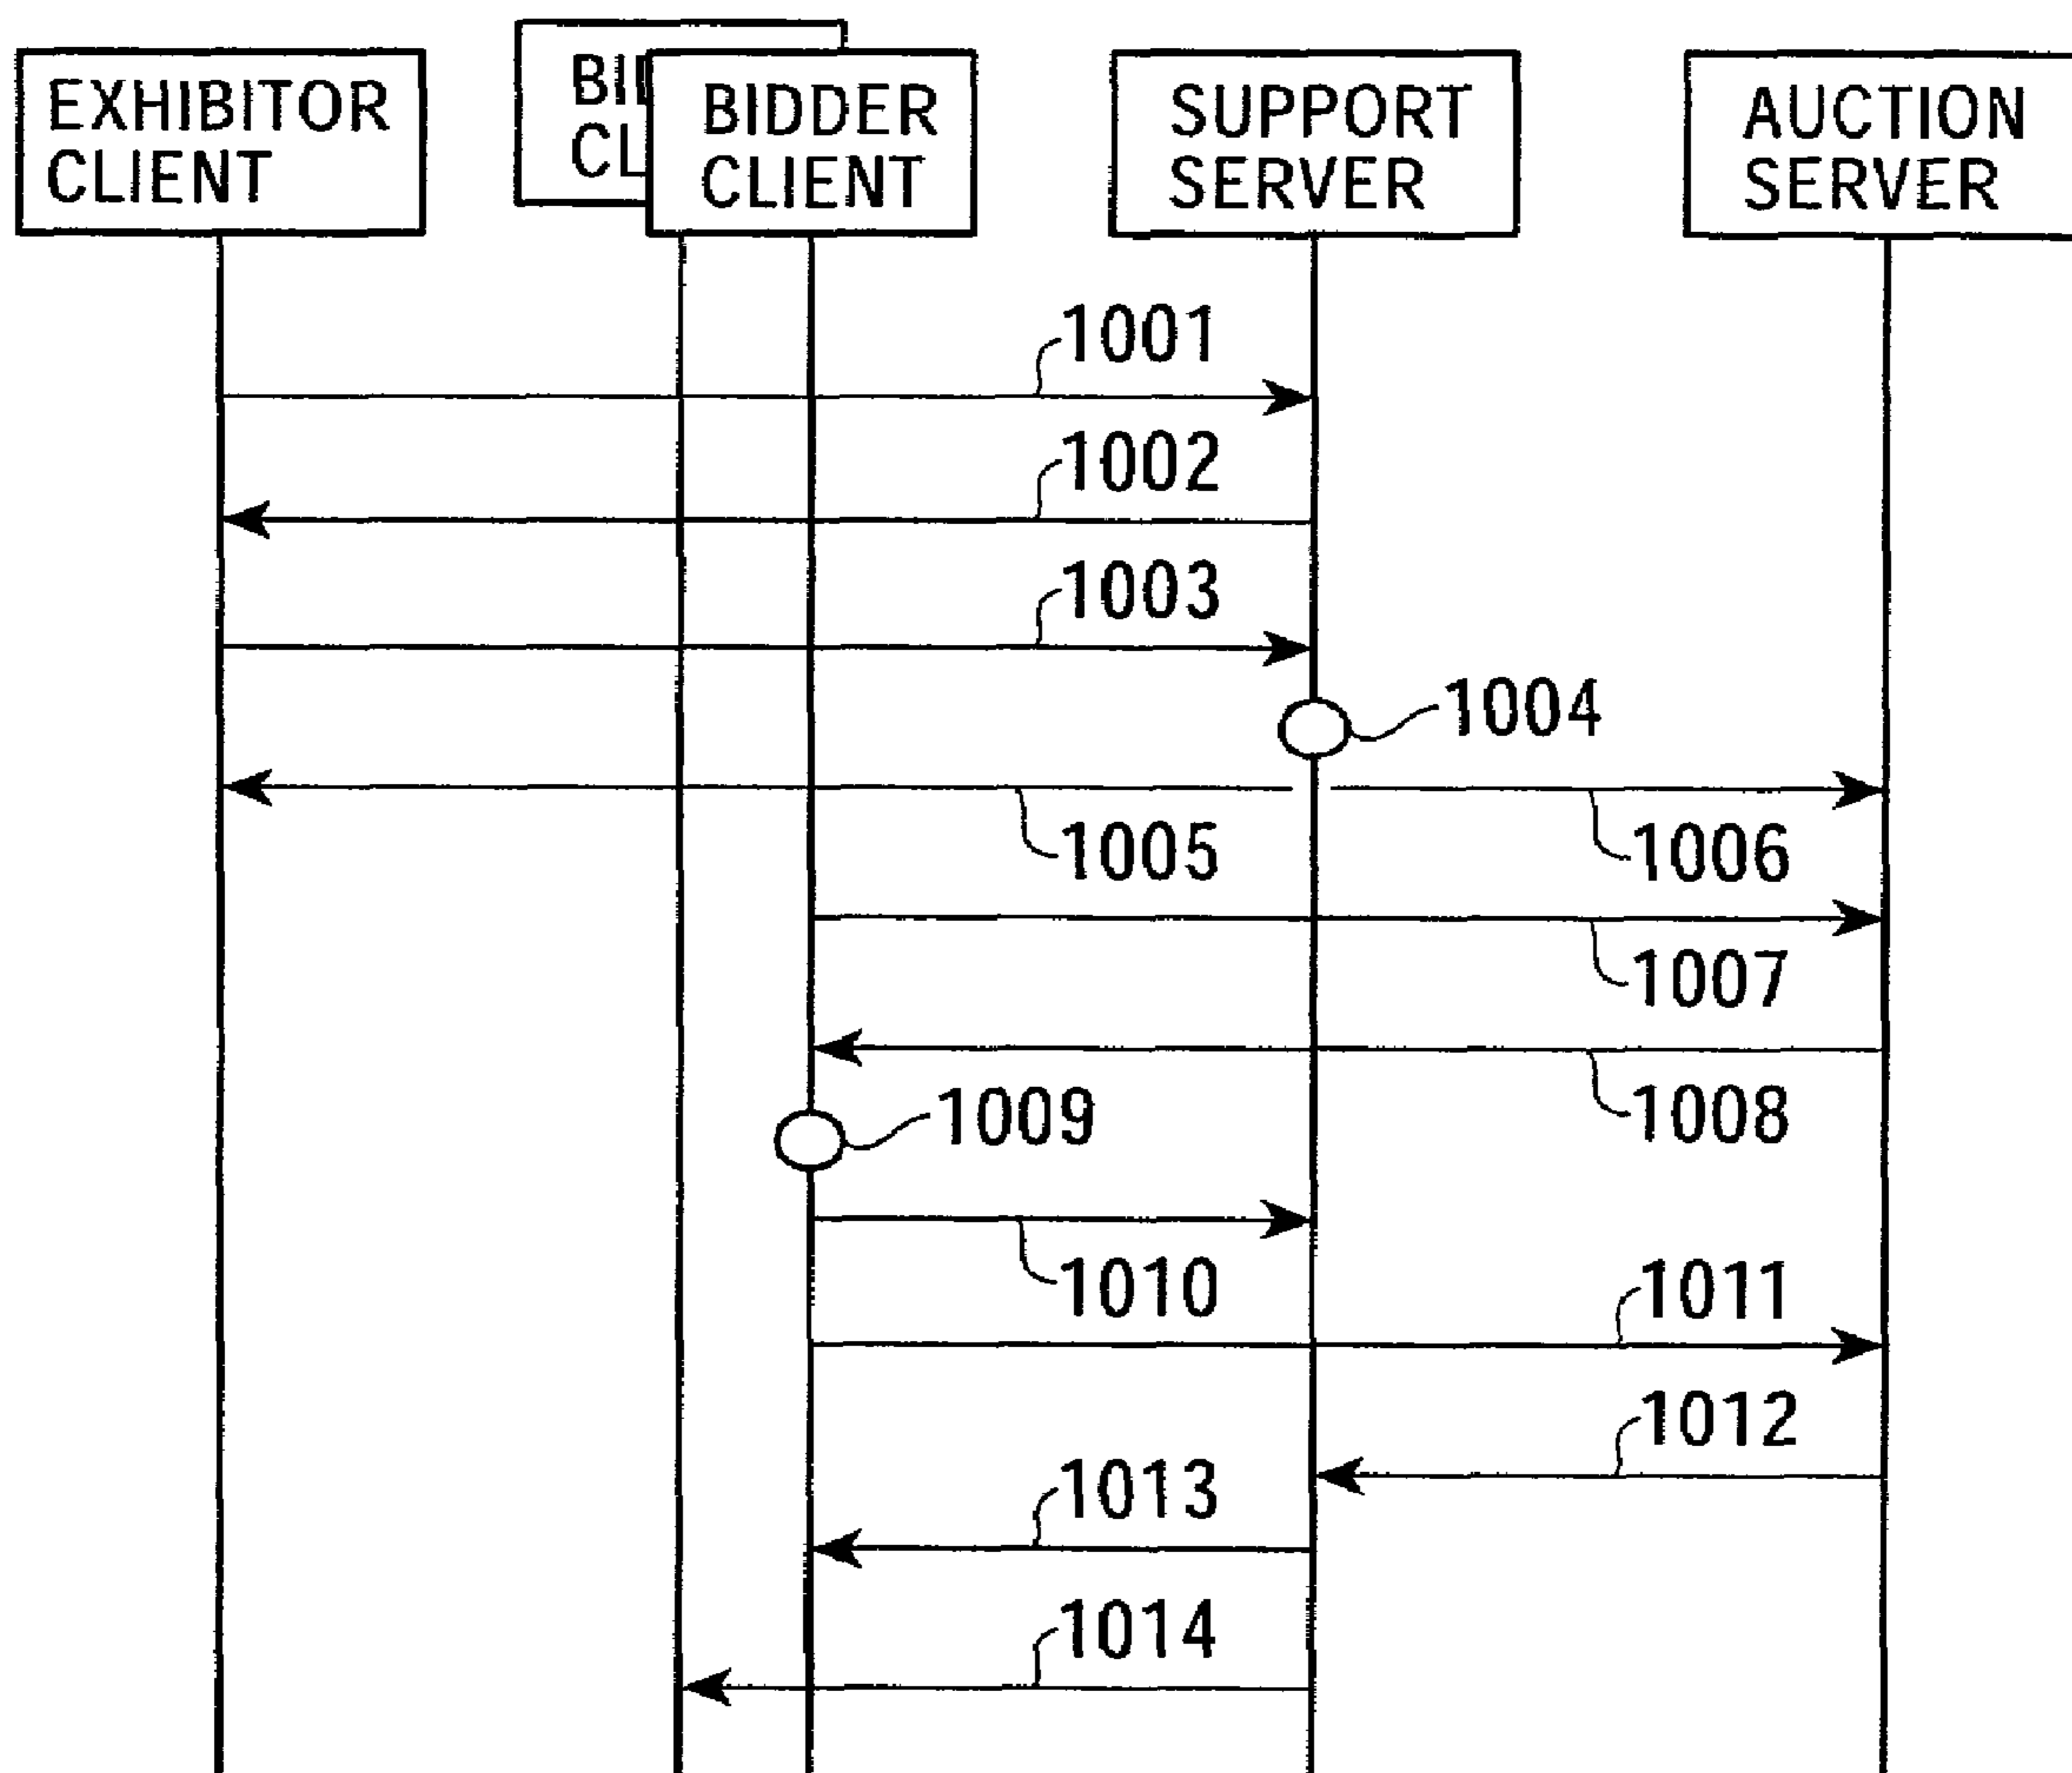 EXHIBITOR
CLIENT
BIDDER
CLIENT
SUPPORT
SERVER
AUCTION
SERVER
1001
1002
1003
1004
1005
1006
1007
1008
1009
1010
1011
1012
1013
1014